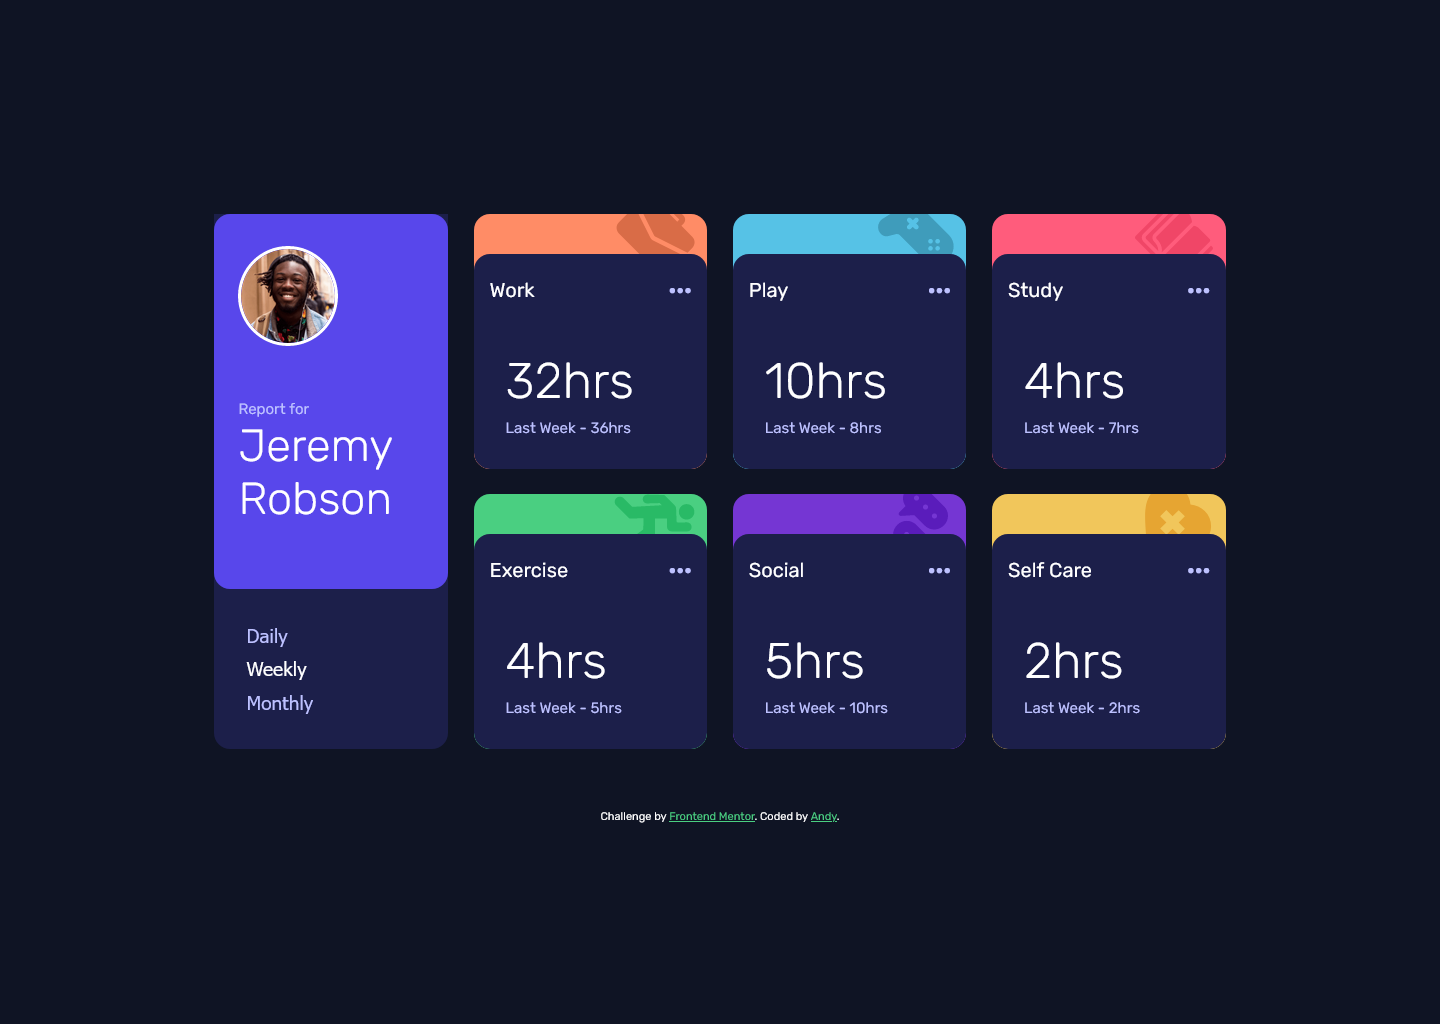 Report for
Jeremy
Robson
Daily
Weekly
Monthly
Work
32hrs
Last Week - 36hrs
Play
10hrs
Last Week - 8hrs
Study
4hrs
Last Week - 7hrs
Exercise
4hrs
Last Week - 5hrs
Social
5hrs
Last Week - 10hrs
Self Care
2hrs
Last Week - 2hrs
Challenge by Frontend Mentor. Coded by Andy.